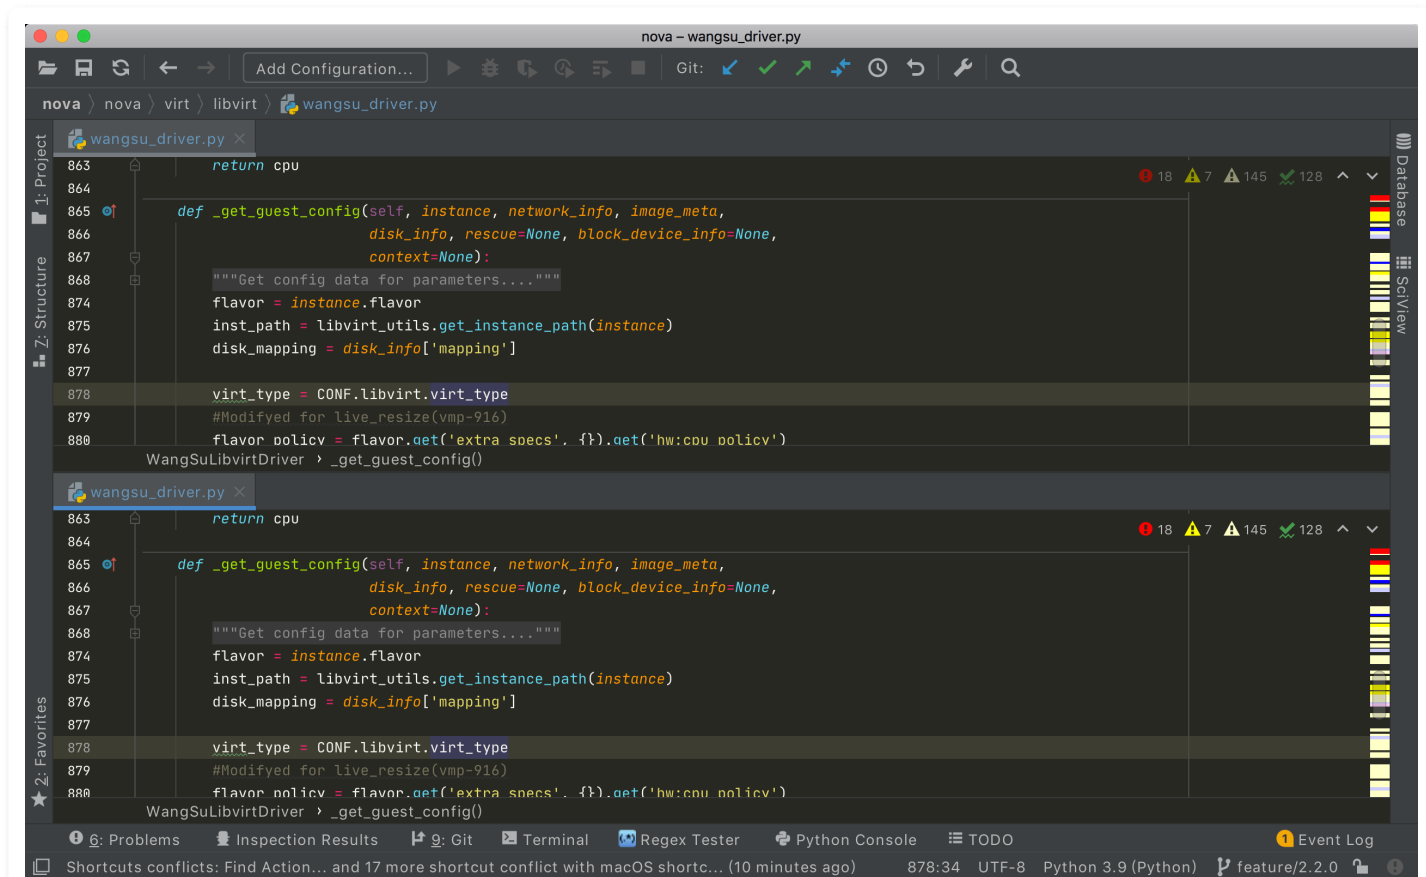 nova – wangsu_driver.py
Add Configuration...
Git:
nova nova virt libvirt wangsu_driver.py
1: Project
Z: Structure
2: Favorites
Database
SciView
wangsu_driver.py
18 7 145 128
863 return cpu
864
865 def _get_guest_config(self, instance, network_info, image_meta,
866 disk_info, rescue=None, block_device_info=None,
867 context=None):
868 """Get config data for parameters...."""
874 flavor = instance.flavor
875 inst_path = libvirt_utils.get_instance_path(instance)
876 disk_mapping = disk_info['mapping']
877
878 virt_type = CONF.libvirt.virt_type
879 #Modifyed for live_resize(vmp-916)
880 flavor_policy = flavor.get('extra_specs', {}).get('hw:cpu_policy')
WangSuLibvirtDriver › _get_guest_config()
wangsu_driver.py
18 7 145 128
863 return cpu
864
865 def _get_guest_config(self, instance, network_info, image_meta,
866 disk_info, rescue=None, block_device_info=None,
867 context=None):
868 """Get config data for parameters...."""
874 flavor = instance.flavor
875 inst_path = libvirt_utils.get_instance_path(instance)
876 disk_mapping = disk_info['mapping']
877
878 virt_type = CONF.libvirt.virt_type
879 #Modifyed for live_resize(vmp-916)
880 flavor_policy = flavor.get('extra_specs', {}).get('hw:cpu_policy')
WangSuLibvirtDriver › _get_guest_config()
6: Problems Inspection Results 9: Git Terminal Regex Tester Python Console TODO 1 Event Log
Shortcuts conflicts: Find Action... and 17 more shortcut conflict with macOS shortc... (10 minutes ago) 878:34 UTF-8 Python 3.9 (Python) feature/2.2.0